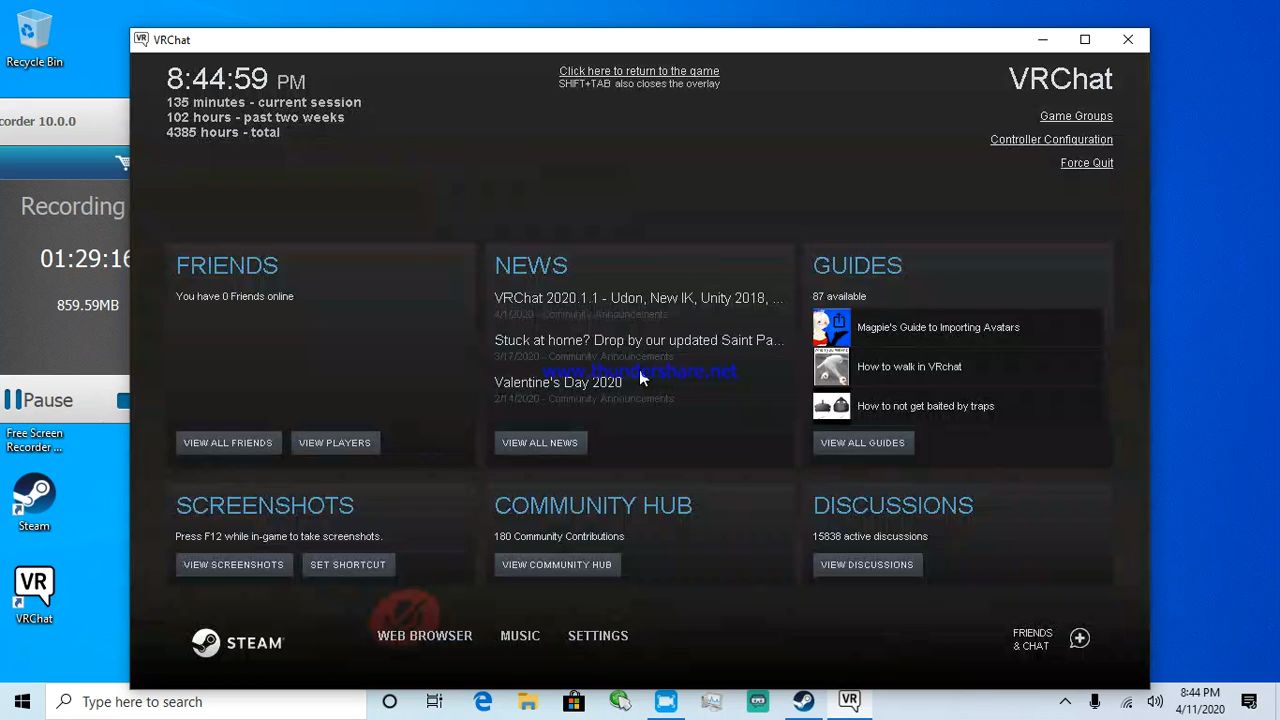 Recycle Bin
corder 10.0.0
Recording
01:29:16
859.59MB
Pause
Free Screen
Recorder ...
Steam
VR
VRChat
VR VRChat
8:44:59 PM
135 minutes - current session
102 hours - past two weeks
4385 hours - total
Click here to return to the game
SHIFT+TAB also closes the overlay
VRChat
Game Groups
Controller Configuration
Force Quit
FRIENDS
You have 0 Friends online
VIEW ALL FRIENDS
VIEW PLAYERS
NEWS
VRChat 2020.1.1 - Udon, New IK, Unity 2018, ...
4/1/2020 - Community Announcements
Stuck at home? Drop by our updated Saint Pa...
3/17/2020 - Community Announcements
www.thundershare.net
Valentine's Day 2020
2/14/2020 - Community Announcements
VIEW ALL NEWS
GUIDES
87 available
Magpie's Guide to Importing Avatars
How to walk in VRchat
How to not get baited by traps
VIEW ALL GUIDES
SCREENSHOTS
Press F12 while in-game to take screenshots.
VIEW SCREENSHOTS
SET SHORTCUT
COMMUNITY HUB
180 Community Contributions
VIEW COMMUNITY HUB
DISCUSSIONS
15838 active discussions
VIEW DISCUSSIONS
STEAM
WEB BROWSER
MUSIC
SETTINGS
FRIENDS
& CHAT
Type here to search
VR
8:44 PM
4/11/2020